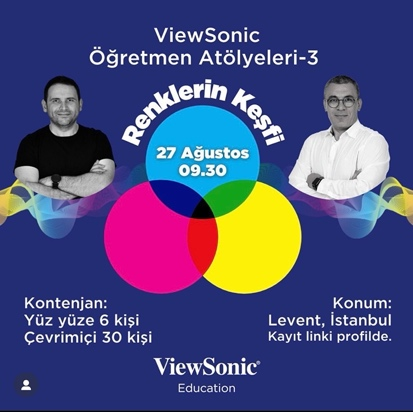 ViewSonic
Öğretmen Atölyeleri-3
Renklerin Keşfi
27 Ağustos
09.30
Kontenjan:
Yüz yüze 6 kişi
Çevrimiçi 30 kişi
Konum:
Levent, İstanbul
Kayıt linki profilde.
ViewSonic®
Education